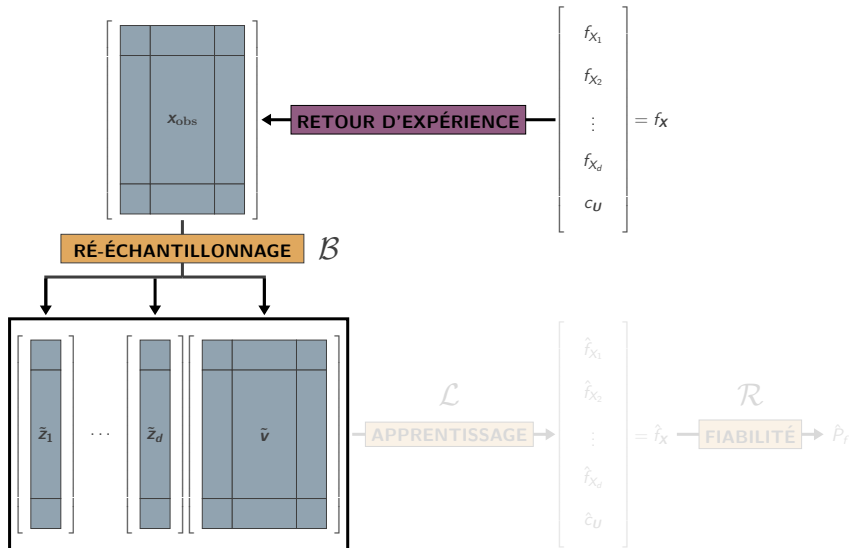 f_{X_1}
f_{X_2}
⋮
f_{X_d}
c_U
= f_X
RETOUR D'EXPÉRIENCE
x_obs
RÉ-ÉCHANTILLONNAGE
ℬ
z̃_1
⋯
z̃_d
ṽ
ℒ
APPRENTISSAGE
f̂_{X_1}
f̂_{X_2}
⋮
f̂_{X_d}
ĉ_U
= f̂_X
ℛ
FIABILITÉ
P̂_f